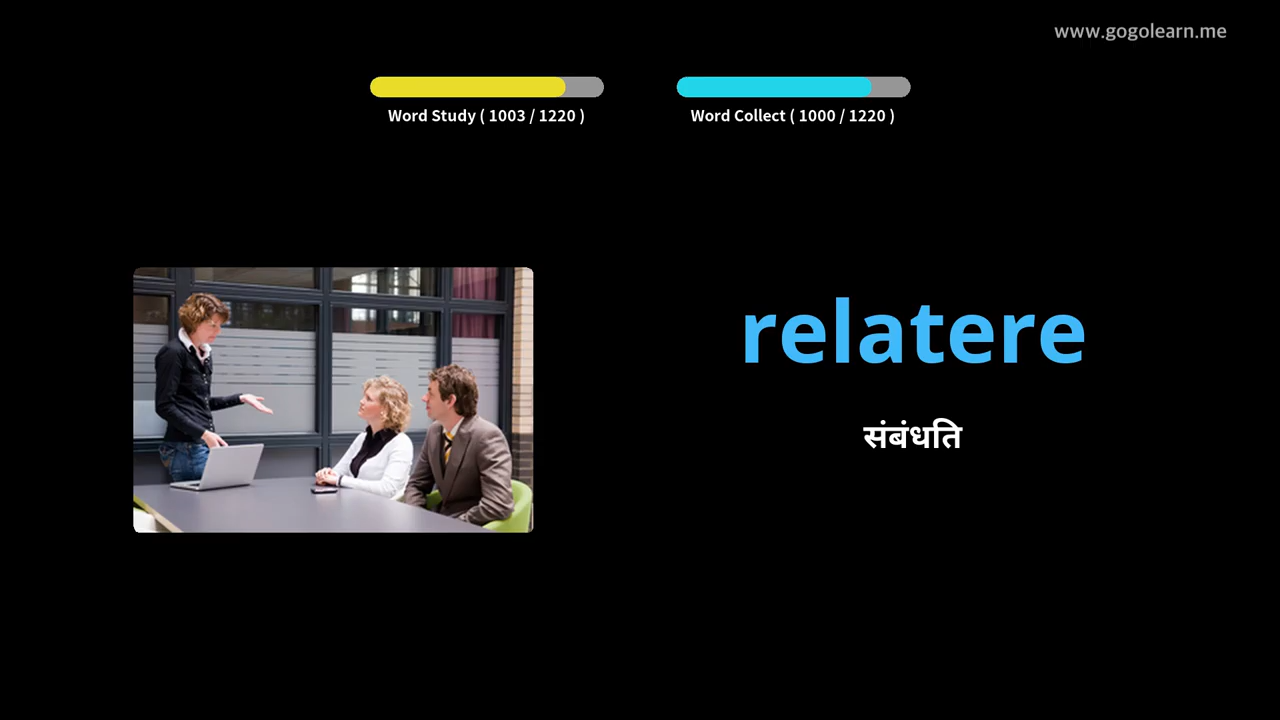 www.gogolearn.me
Word Study ( 1003 / 1220 )
Word Collect ( 1000 / 1220 )
relatere
संबंधति